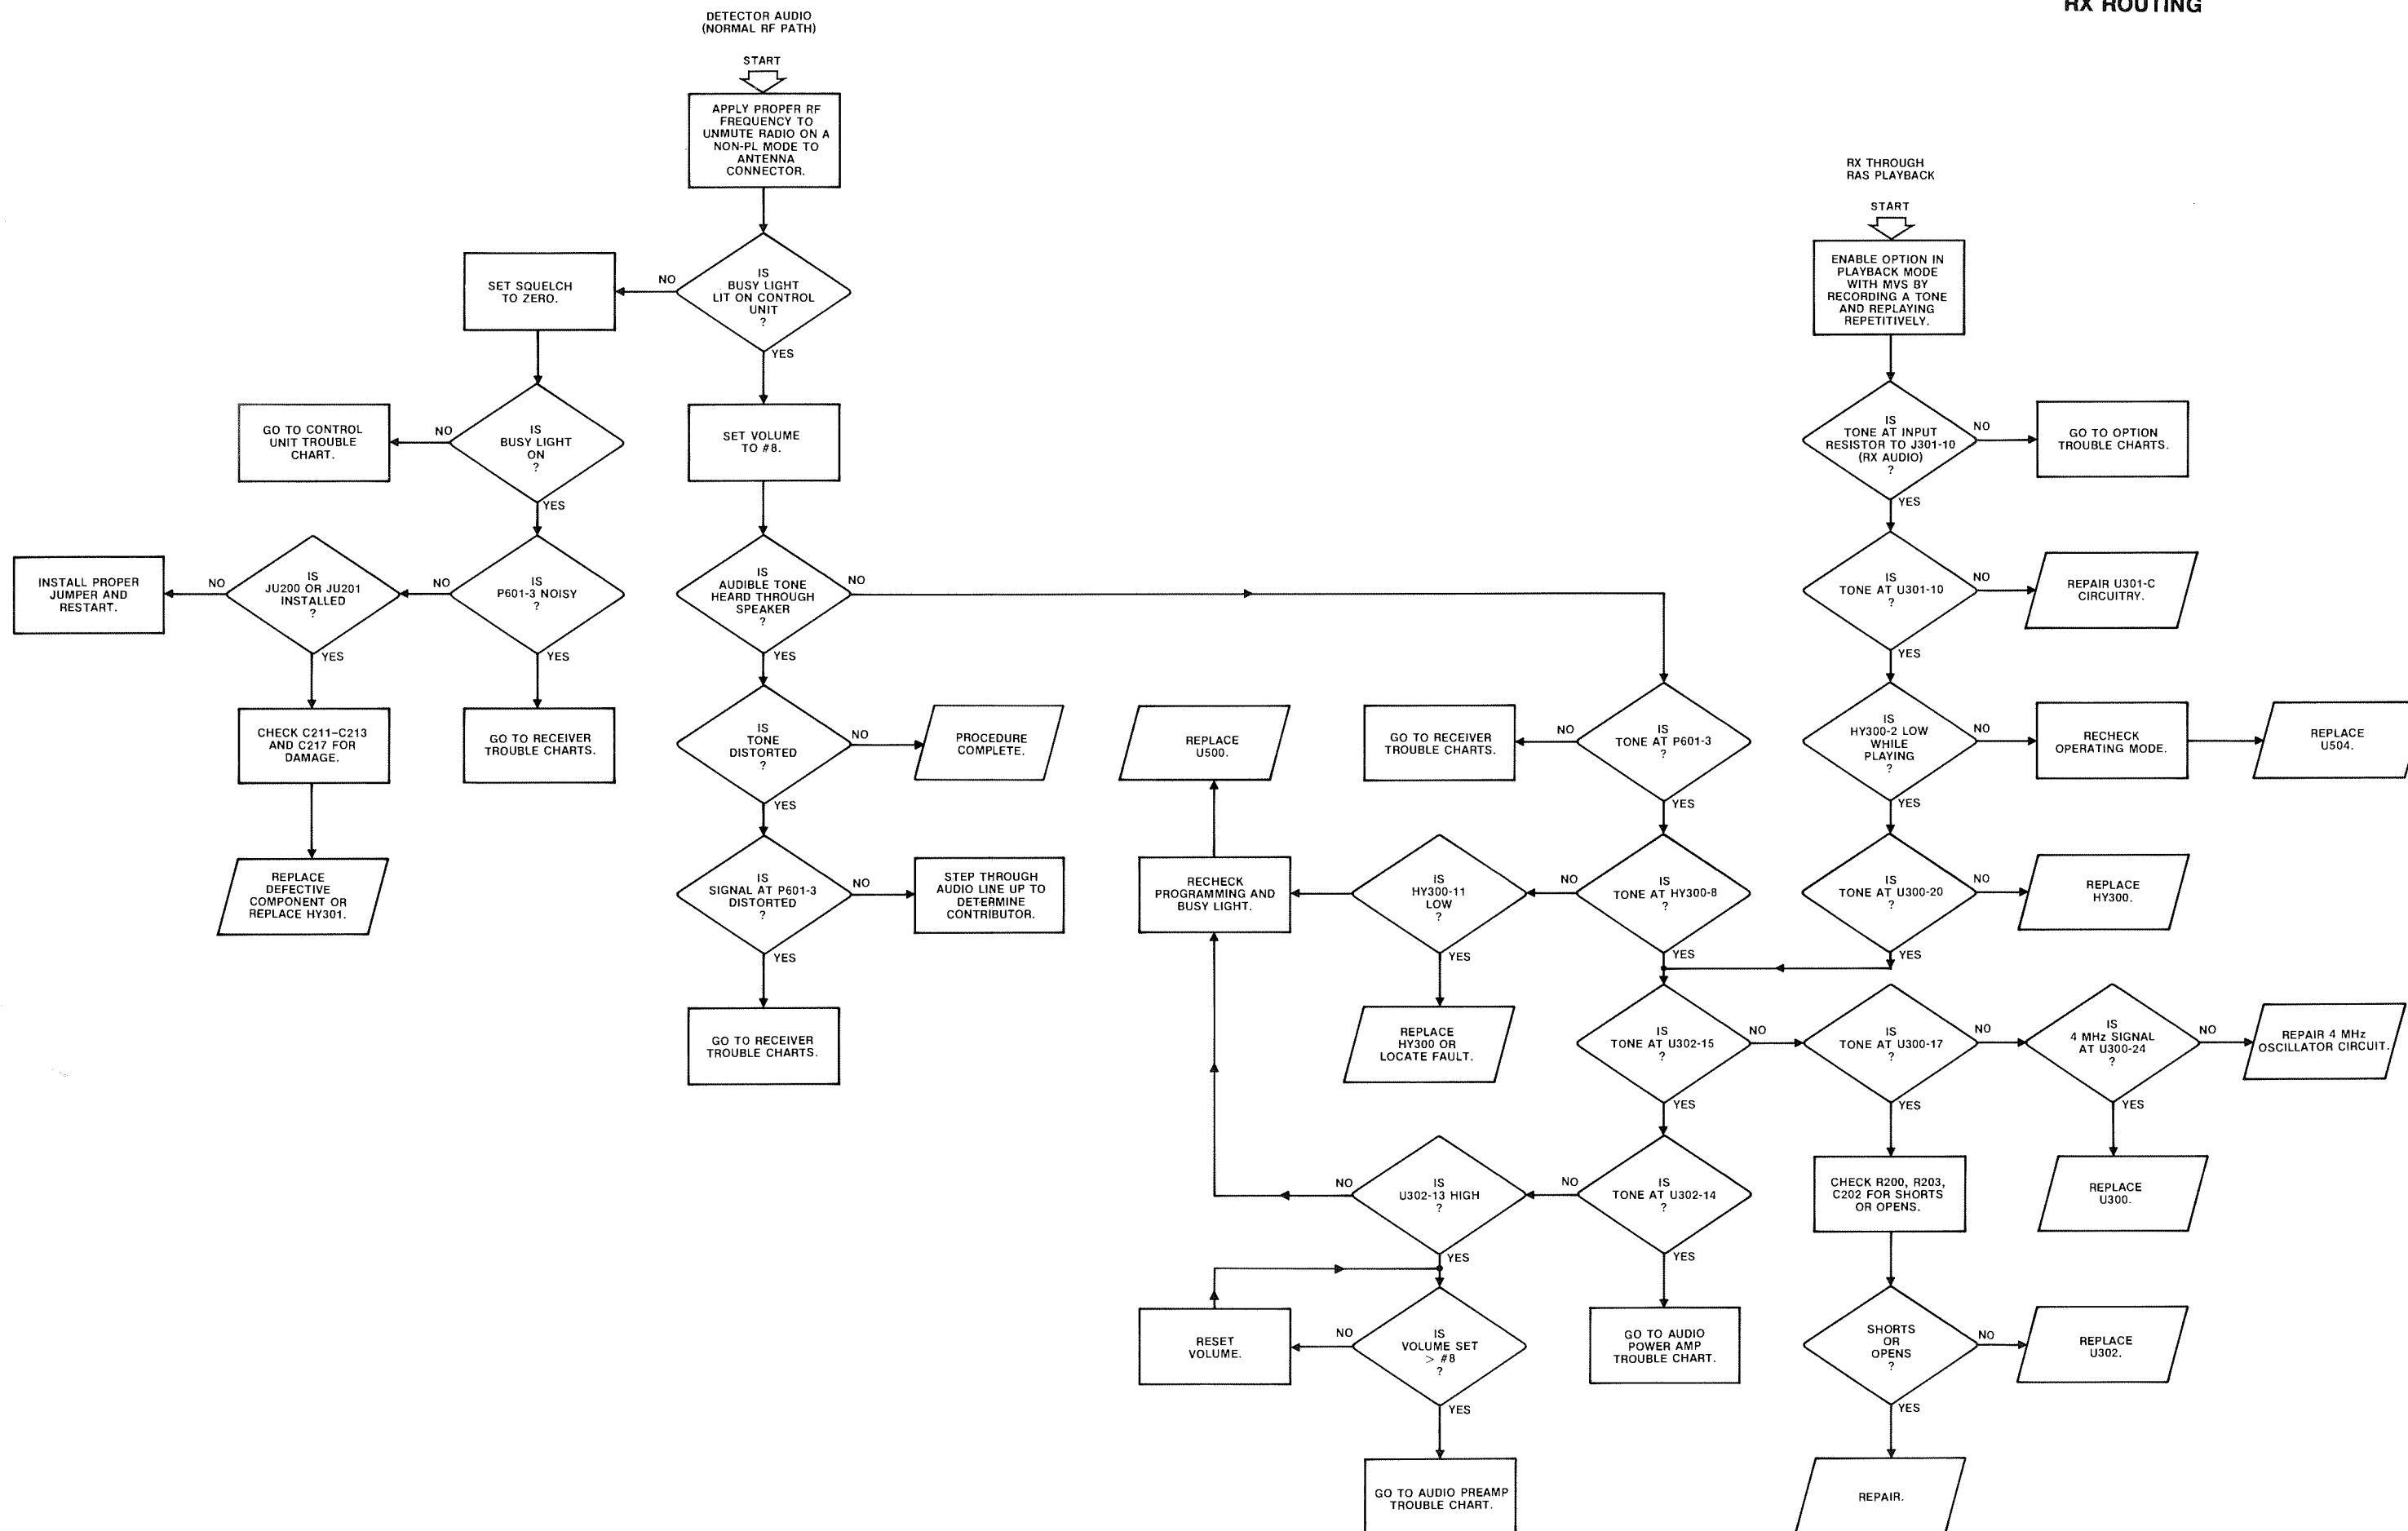 RX ROUTING
DETECTOR AUDIO
(NORMAL RF PATH)
START
APPLY PROPER RF
FREQUENCY TO
UNMUTE RADIO ON A
NON-PL MODE TO
ANTENNA
CONNECTOR.
IS
BUSY LIGHT
LIT ON CONTROL
UNIT
?
NO
YES
SET SQUELCH
TO ZERO.
IS
BUSY LIGHT
ON
?
NO
YES
GO TO CONTROL
UNIT TROUBLE
CHART.
IS
P601-3 NOISY
?
NO
YES
IS
JU200 OR JU201
INSTALLED
?
NO
YES
INSTALL PROPER
JUMPER AND
RESTART.
CHECK C211-C213
AND C217 FOR
DAMAGE.
REPLACE
DEFECTIVE
COMPONENT OR
REPLACE HY301.
GO TO RECEIVER
TROUBLE CHARTS.
SET VOLUME
TO #8.
IS
AUDIBLE TONE
HEARD THROUGH
SPEAKER
?
NO
YES
IS
TONE
DISTORTED
?
NO
YES
PROCEDURE
COMPLETE.
IS
SIGNAL AT P601-3
DISTORTED
?
NO
YES
STEP THROUGH
AUDIO LINE UP TO
DETERMINE
CONTRIBUTOR.
GO TO RECEIVER
TROUBLE CHARTS.
IS
TONE AT P601-3
?
NO
YES
GO TO RECEIVER
TROUBLE CHARTS.
IS
TONE AT HY300-8
?
NO
YES
IS
HY300-11
LOW
?
YES
RECHECK
PROGRAMMING AND
BUSY LIGHT.
REPLACE
U500.
REPLACE
HY300 OR
LOCATE FAULT.
IS
TONE AT U302-15
?
NO
YES
IS
TONE AT U302-14
?
NO
YES
IS
U302-13 HIGH
?
NO
YES
IS
VOLUME SET
> #8
?
NO
YES
RESET
VOLUME.
GO TO AUDIO PREAMP
TROUBLE CHART.
GO TO AUDIO
POWER AMP
TROUBLE CHART.
RX THROUGH
RAS PLAYBACK
START
ENABLE OPTION IN
PLAYBACK MODE
WITH MVS BY
RECORDING A TONE
AND REPLAYING
REPETITIVELY.
IS
TONE AT INPUT
RESISTOR TO J301-10
(RX AUDIO)
?
NO
YES
GO TO OPTION
TROUBLE CHARTS.
IS
TONE AT U301-10
?
NO
YES
REPAIR U301-C
CIRCUITRY.
IS
HY300-2 LOW
WHILE
PLAYING
?
NO
YES
RECHECK
OPERATING MODE.
REPLACE
U504.
IS
TONE AT U300-20
?
NO
YES
REPLACE
HY300.
IS
TONE AT U300-17
?
NO
YES
IS
4 MHz SIGNAL
AT U300-24
?
NO
YES
REPAIR 4 MHz
OSCILLATOR CIRCUIT.
REPLACE
U300.
CHECK R200, R203,
C202 FOR SHORTS
OR OPENS.
SHORTS
OR
OPENS
?
NO
YES
REPLACE
U302.
REPAIR.